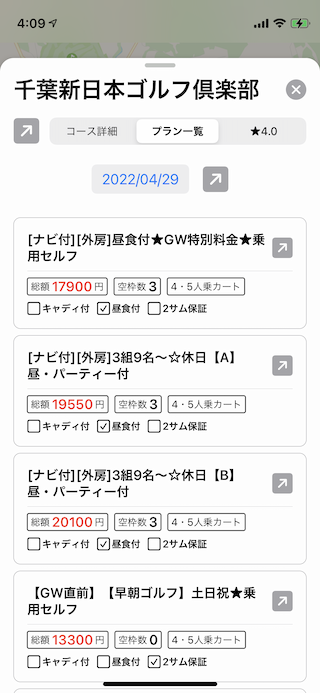 4:09
千葉新日本ゴルフ倶楽部
コース詳細 プラン一覧 ★4.0
2022/04/29
[ナビ付][外房]昼食付★GW特別料金★乗
用セルフ
総額 17900 円 空枠数 3 4・5人乗カート
キャディ付 昼食付 2サム保証
[ナビ付][外房]3組9名〜☆休日【A】
昼・パーティー付
総額 19550 円 空枠数 3 4・5人乗カート
キャディ付 昼食付 2サム保証
[ナビ付][外房]3組9名〜☆休日【B】
昼・パーティー付
総額 20100 円 空枠数 3 4・5人乗カート
キャディ付 昼食付 2サム保証
【GW直前】【早朝ゴルフ】土日祝★乗
用セルフ
総額 13300 円 空枠数 0 4・5人乗カート
キャディ付 昼食付 2サム保証